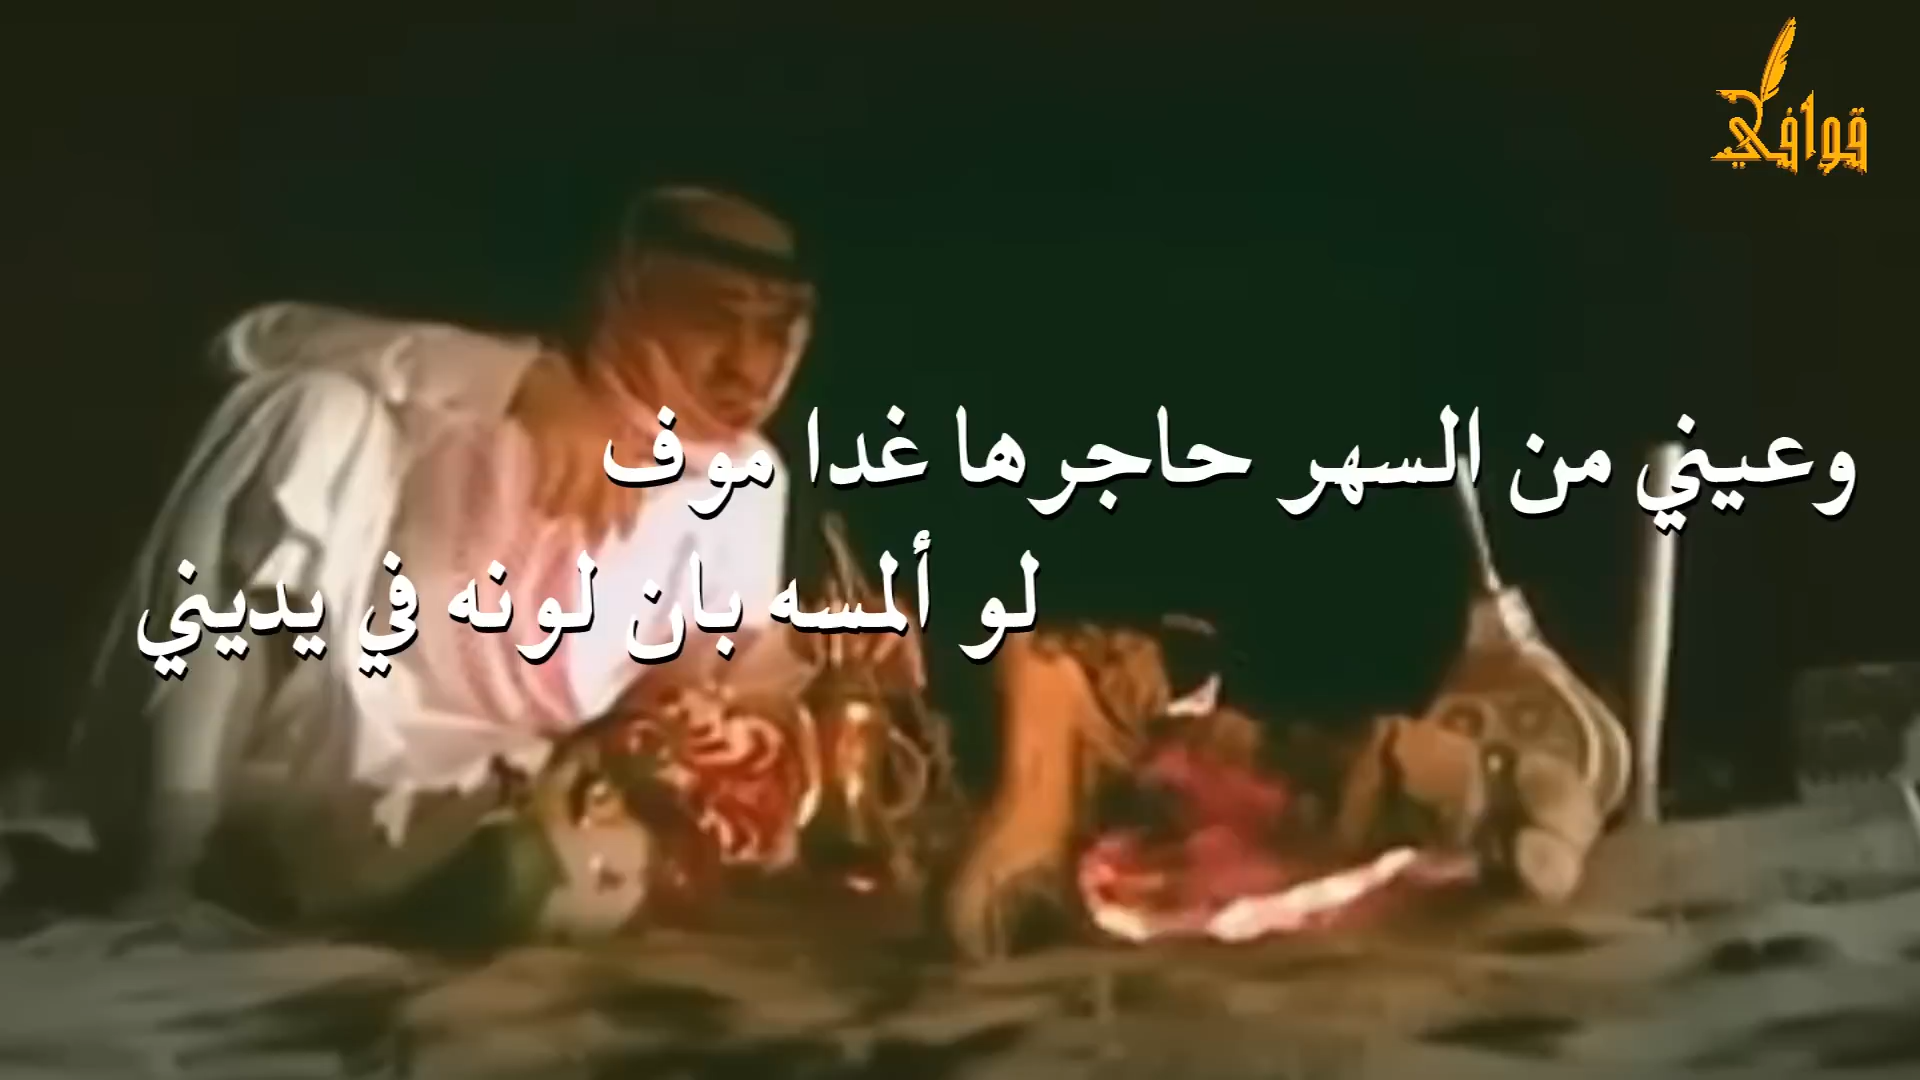 قوافي
وعيني من السهر حاجرها غدا موف
لو ألمسه بان لونه في يديني